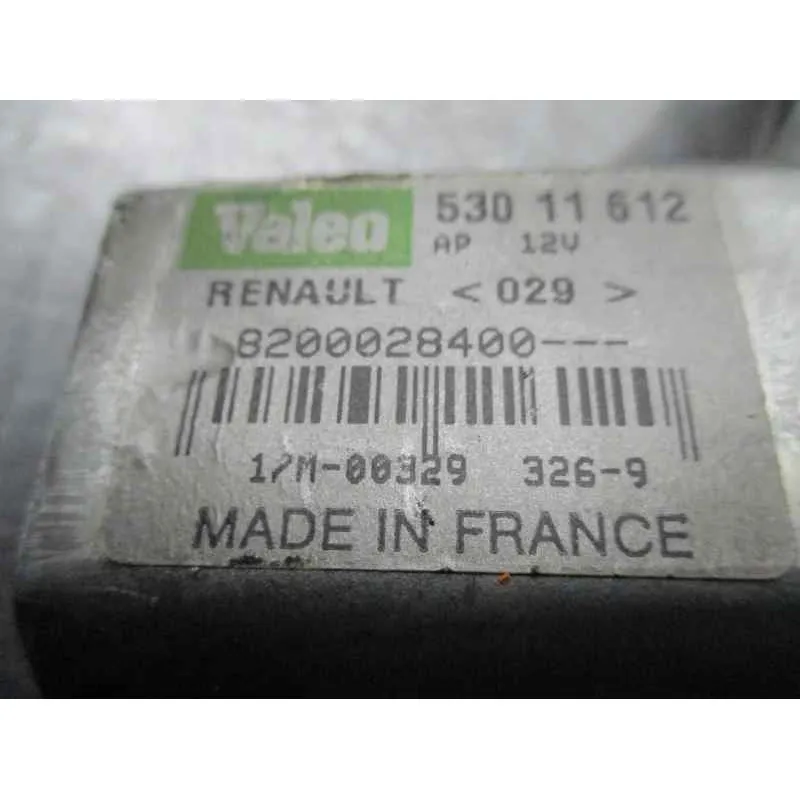 Valeo 530 11 612
AP 12V
RENAULT < 029 >
8200028400---
17M-00329 326-9
MADE IN FRANCE